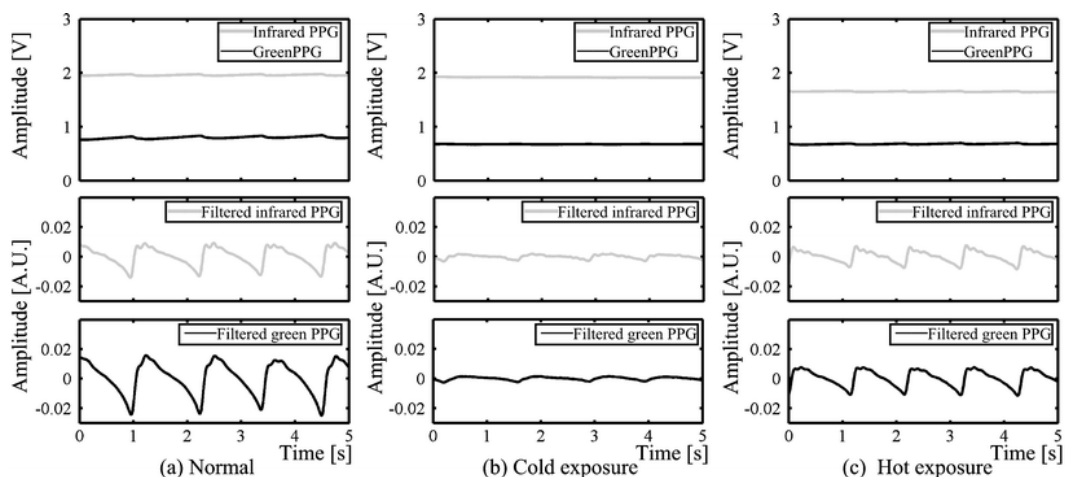 Amplitude [V]
3
2
1
0
Infrared PPG
GreenPPG
Amplitude [V]
3
2
1
0
Infrared PPG
GreenPPG
Amplitude [V]
3
2
1
0
Infrared PPG
GreenPPG
Amplitude [A.U.]
0.02
0
-0.02
Filtered infrared PPG
Amplitude [A.U.]
0.02
0
-0.02
Filtered infrared PPG
Amplitude [A.U.]
0.02
0
-0.02
Filtered infrared PPG
0.02
0
-0.02
Filtered green PPG
0.02
0
-0.02
Filtered green PPG
0.02
0
-0.02
Filtered green PPG
0 1 2 3 4 5
Time [s]
0 1 2 3 4 5
Time [s]
0 1 2 3 4 5
Time [s]
(a) Normal
(b) Cold exposure
(c) Hot exposure